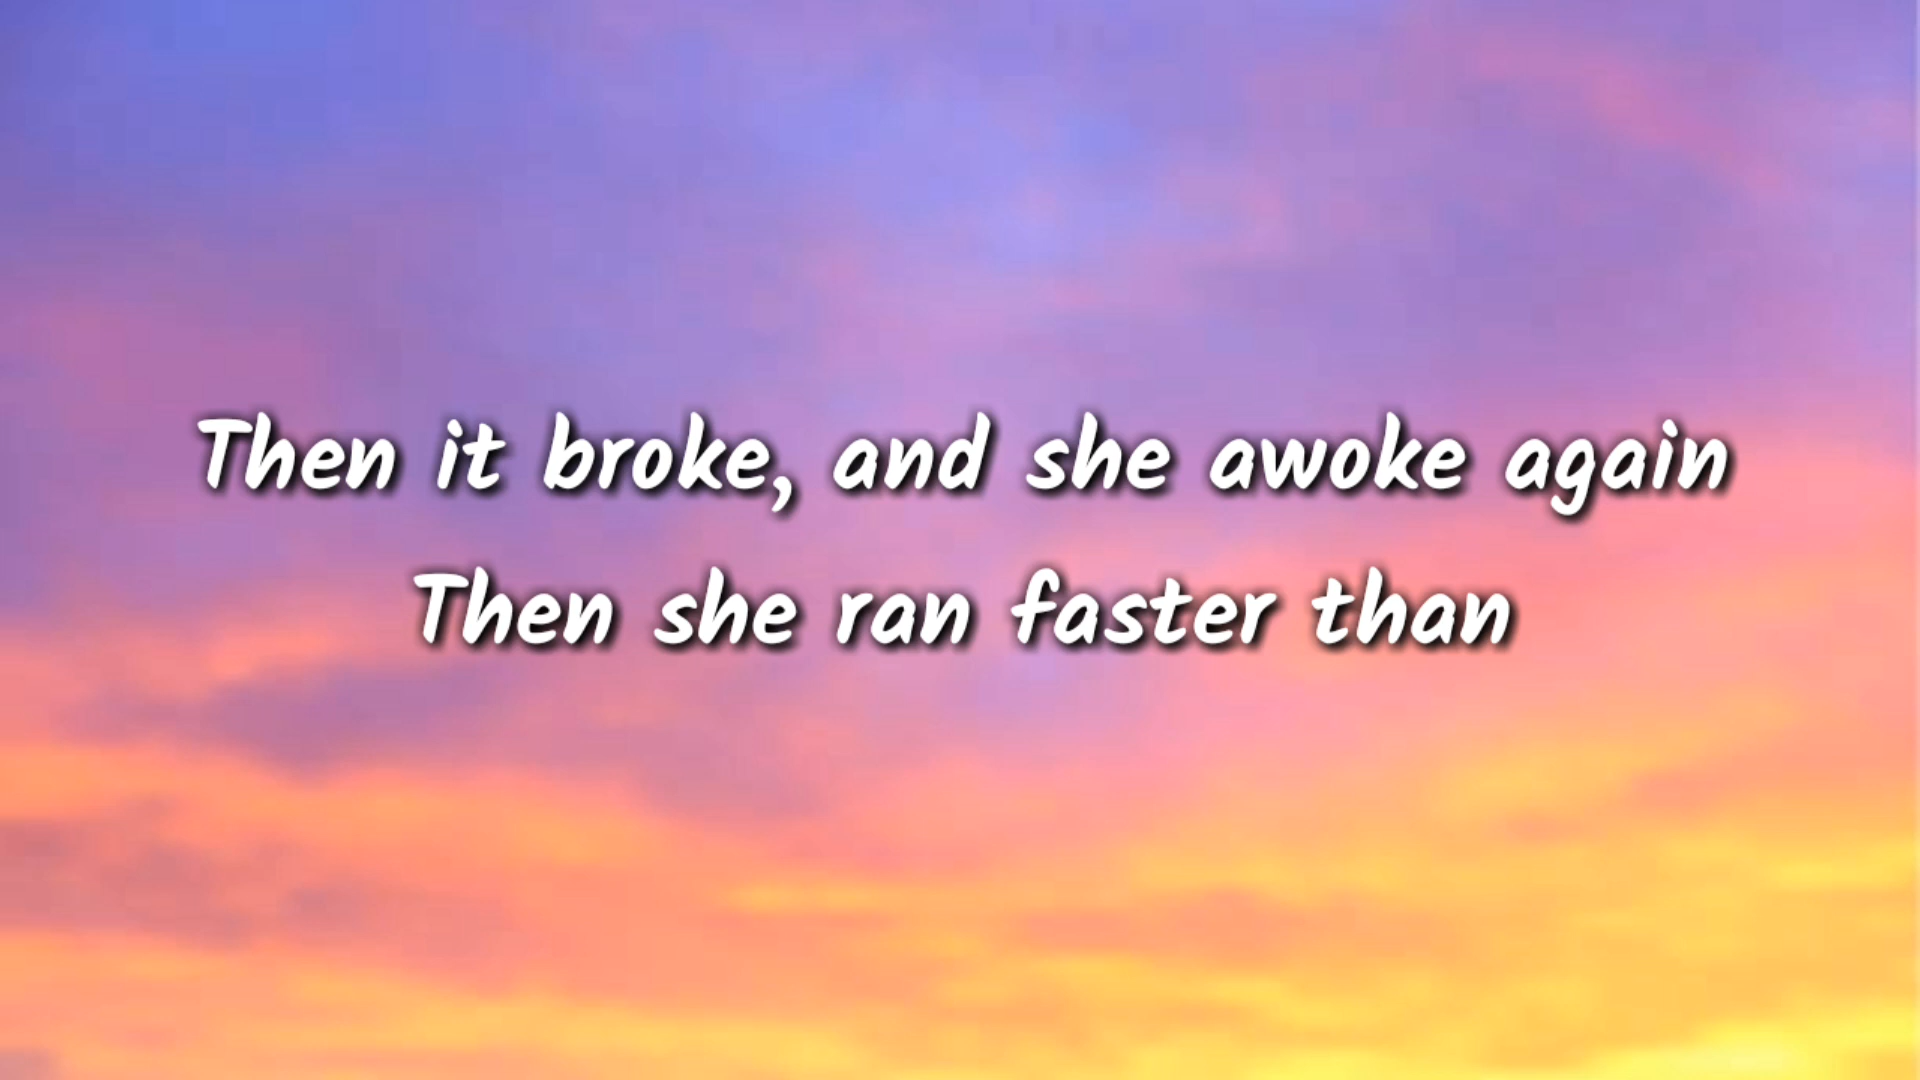 Then it broke, and she awoke again
Then she ran faster than